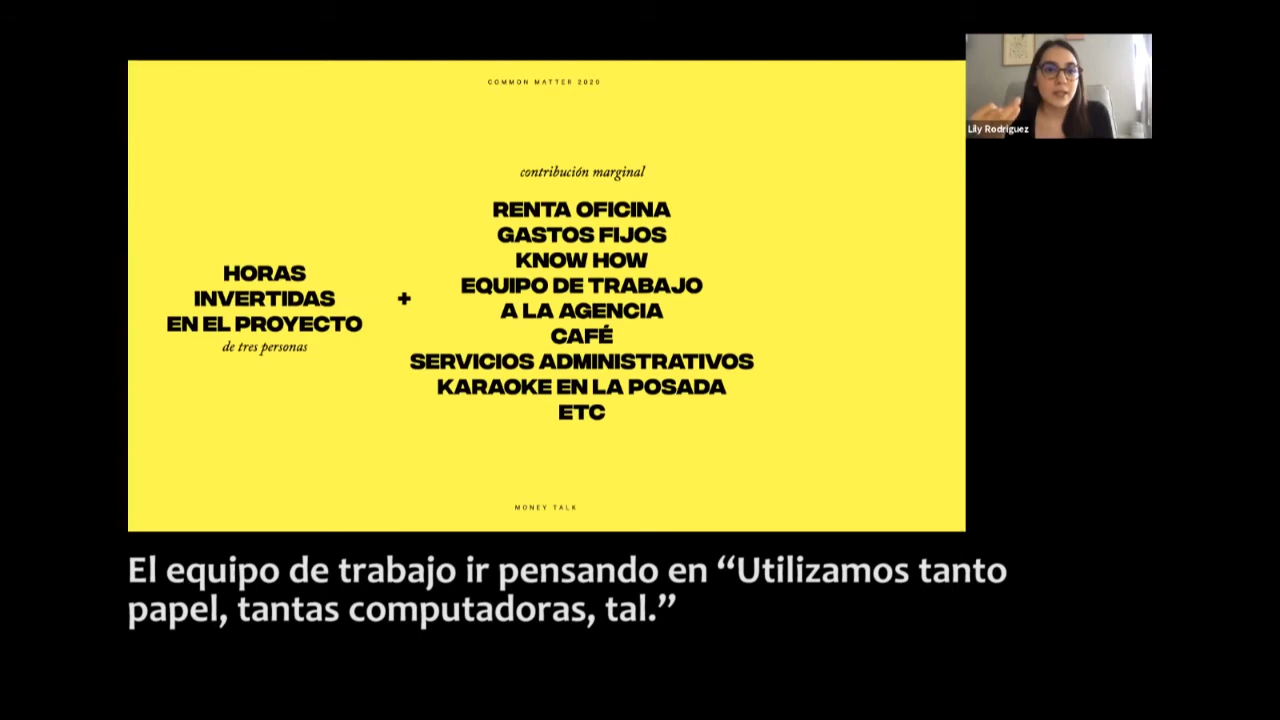 COMMON MATTER 2020
Lily Rodriguez
contribución marginal
HORAS
INVERTIDAS
EN EL PROYECTO
de tres personas
+
RENTA OFICINA
GASTOS FIJOS
KNOW HOW
EQUIPO DE TRABAJO
A LA AGENCIA
CAFÉ
SERVICIOS ADMINISTRATIVOS
KARAOKE EN LA POSADA
ETC
MONEY TALK
El equipo de trabajo ir pensando en “Utilizamos tanto
papel, tantas computadoras, tal.”